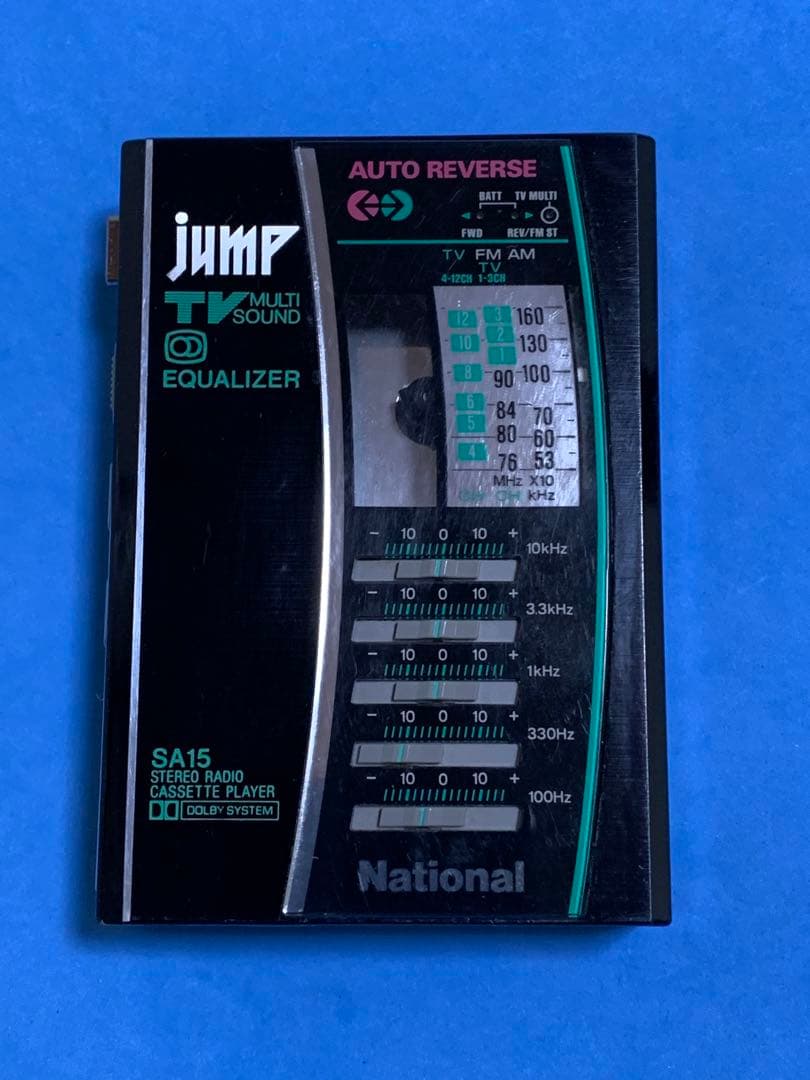 AUTO REVERSE
BATT TV MULTI
FWD REV/FM ST
jump
TV MULTI SOUND
EQUALIZER
TV FM AM
TV
4-12CH 1-3CH
12 3 160
10 2 130
1
8 90 100
6 84 70
5 80 60
4 76 53
MHz X10
CH CH kHz
- 10 0 10 +
10kHz
- 10 0 10 +
3.3kHz
- 10 0 10 +
1kHz
- 10 0 10 +
330Hz
- 10 0 10 +
100Hz
SA15
STEREO RADIO
CASSETTE PLAYER
DOLBY SYSTEM
National